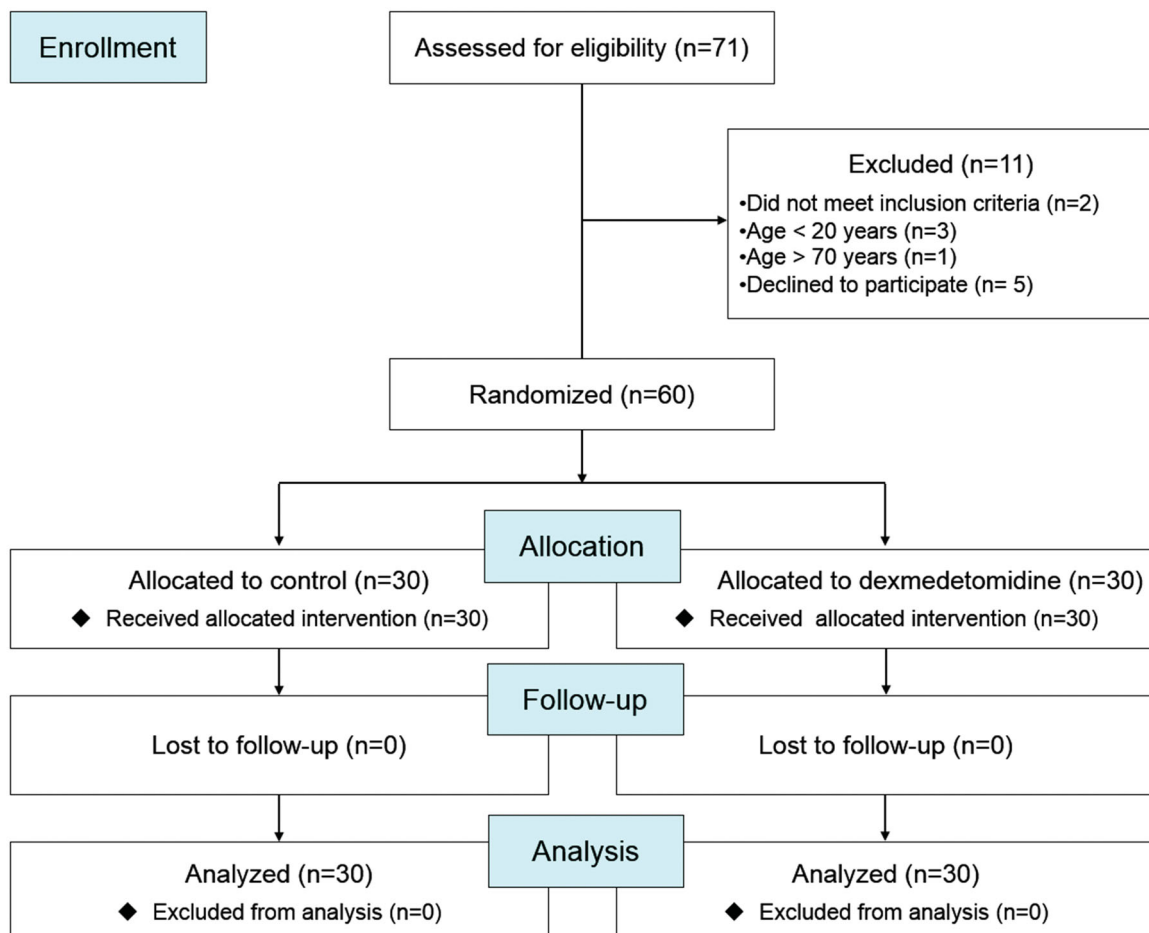 Enrollment
Assessed for eligibility (n=71)
Excluded (n=11)
•Did not meet inclusion criteria (n=2)
•Age < 20 years (n=3)
•Age > 70 years (n=1)
•Declined to participate (n= 5)
Randomized (n=60)
Allocation
Allocated to control (n=30)
◆ Received allocated intervention (n=30)
Allocated to dexmedetomidine (n=30)
◆ Received allocated intervention (n=30)
Follow-up
Lost to follow-up (n=0)
Lost to follow-up (n=0)
Analysis
Analyzed (n=30)
◆ Excluded from analysis (n=0)
Analyzed (n=30)
◆ Excluded from analysis (n=0)